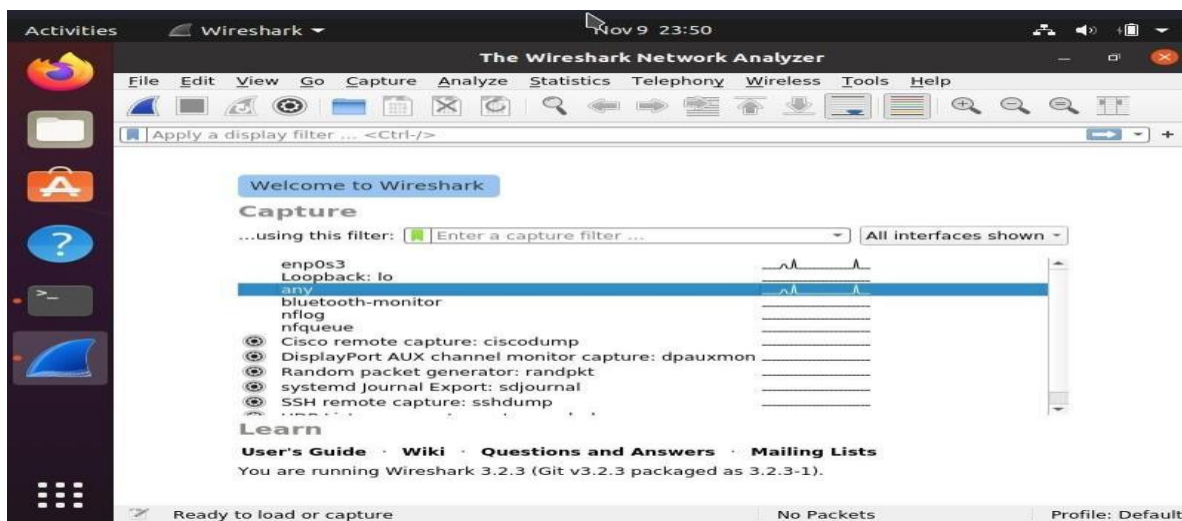 Activities Wireshark Nov 9 23:50
The Wireshark Network Analyzer
File Edit View Go Capture Analyze Statistics Telephony Wireless Tools Help
Apply a display filter ... <Ctrl-/> +
Welcome to Wireshark
Capture
...using this filter: Enter a capture filter ... All interfaces shown
enp0s3
Loopback: lo
any
bluetooth-monitor
nflog
nfqueue
Cisco remote capture: ciscodump
DisplayPort AUX channel monitor capture: dpauxmon
Random packet generator: randpkt
systemd Journal Export: sdjournal
SSH remote capture: sshdump
Learn
User's Guide · Wiki · Questions and Answers · Mailing Lists
You are running Wireshark 3.2.3 (Git v3.2.3 packaged as 3.2.3-1).
Ready to load or capture No Packets Profile: Default